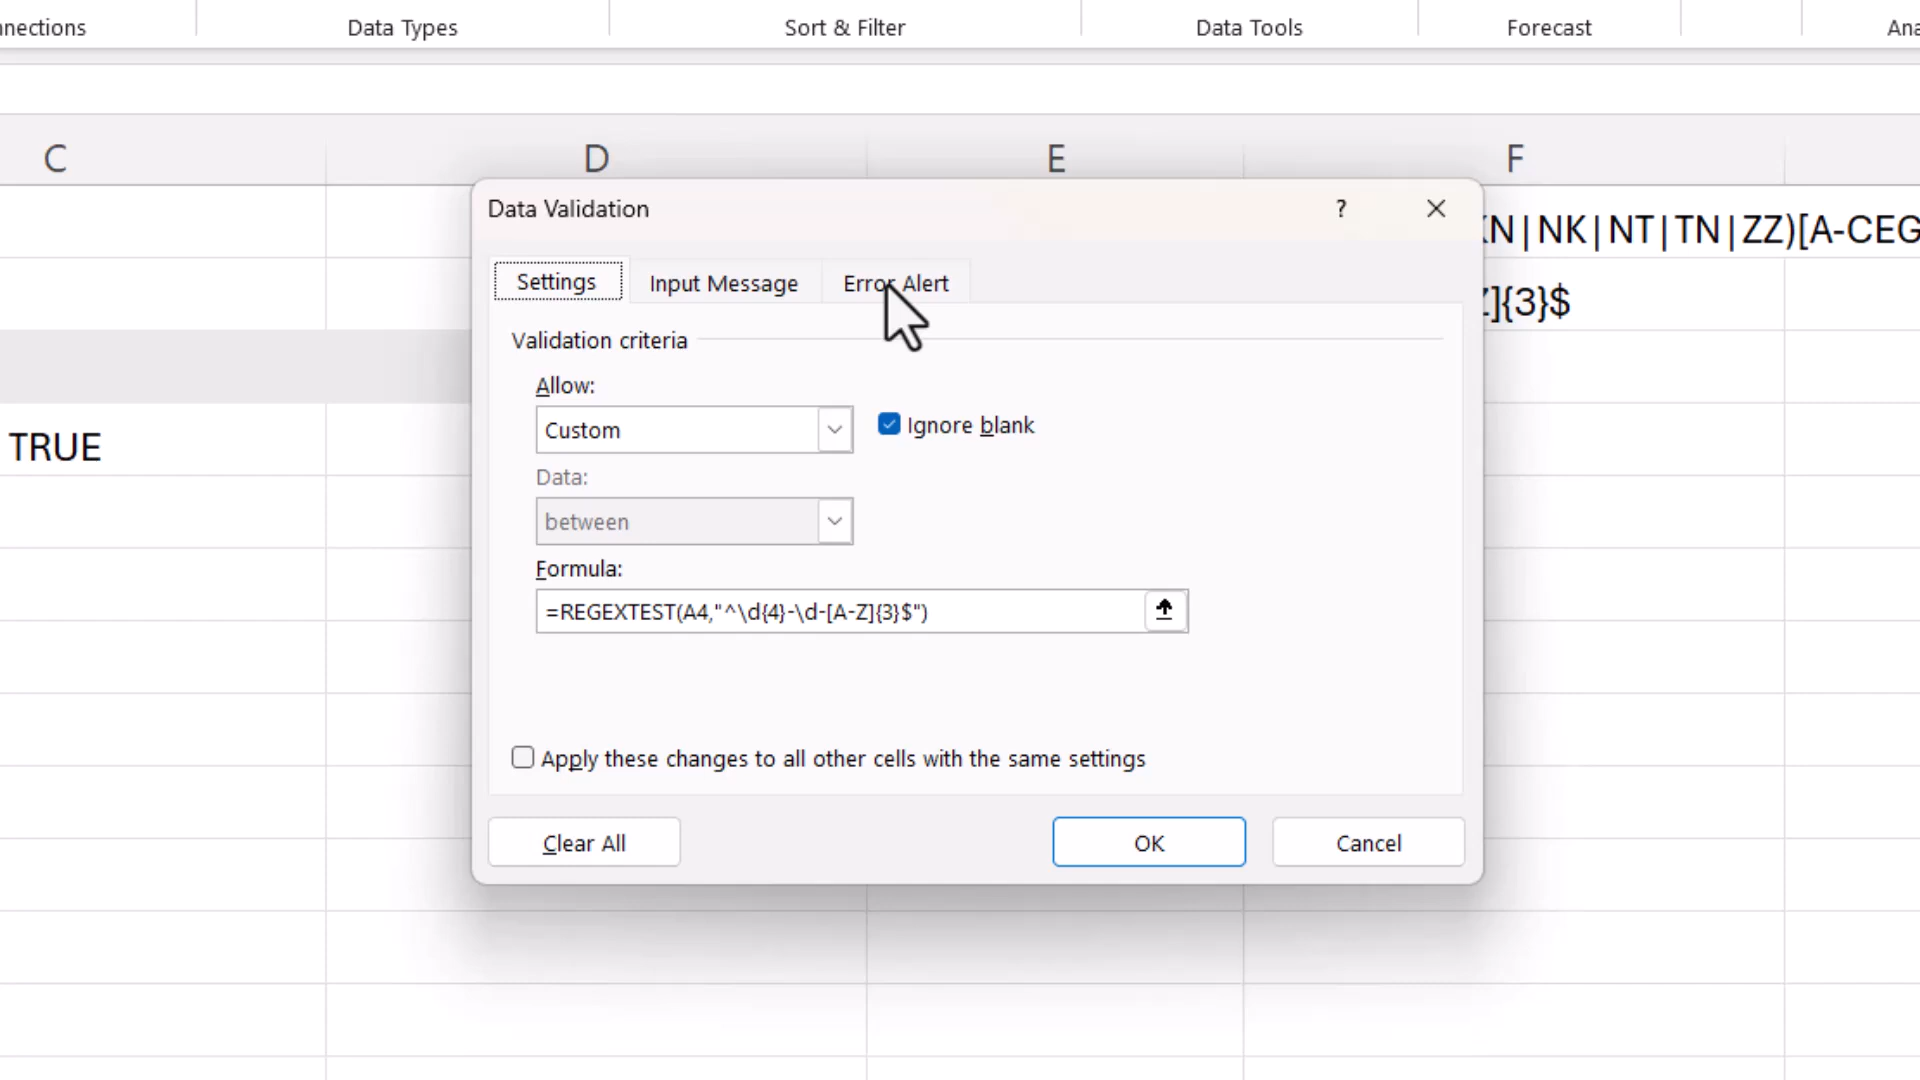 nnections
Data Types
Sort & Filter
Data Tools
Forecast
Ana
C
D
E
F
Data Validation
?
N|NK|NT|TN|ZZ)[A-CEG
Settings
Input Message
Error Alert
]{3}$
Validation criteria
Allow:
Custom
Ignore blank
TRUE
Data:
between
Formula:
=REGEXTEST(A4,"^\d{4}-\d-[A-Z]{3}$")
Apply these changes to all other cells with the same settings
Clear All
OK
Cancel